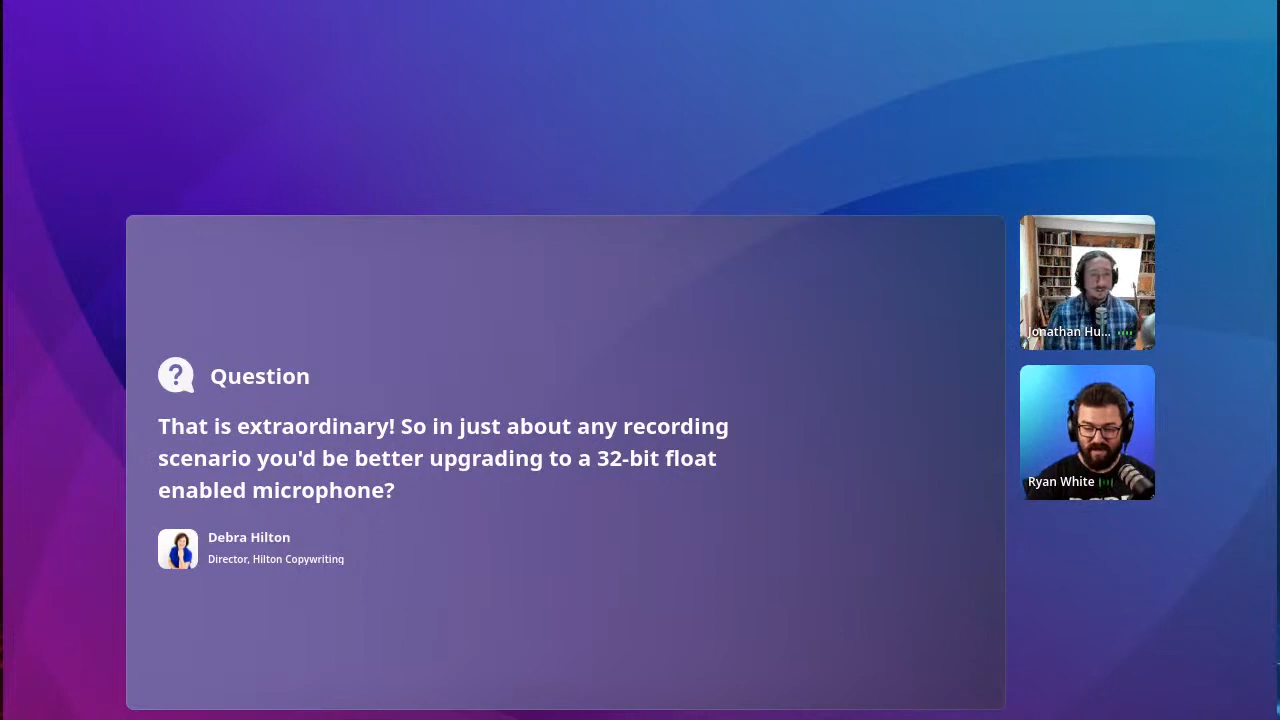 Question
That is extraordinary! So in just about any recording
scenario you'd be better upgrading to a 32-bit float
enabled microphone?
Debra Hilton
Director, Hilton Copywriting
Jonathan Hu...
Ryan White